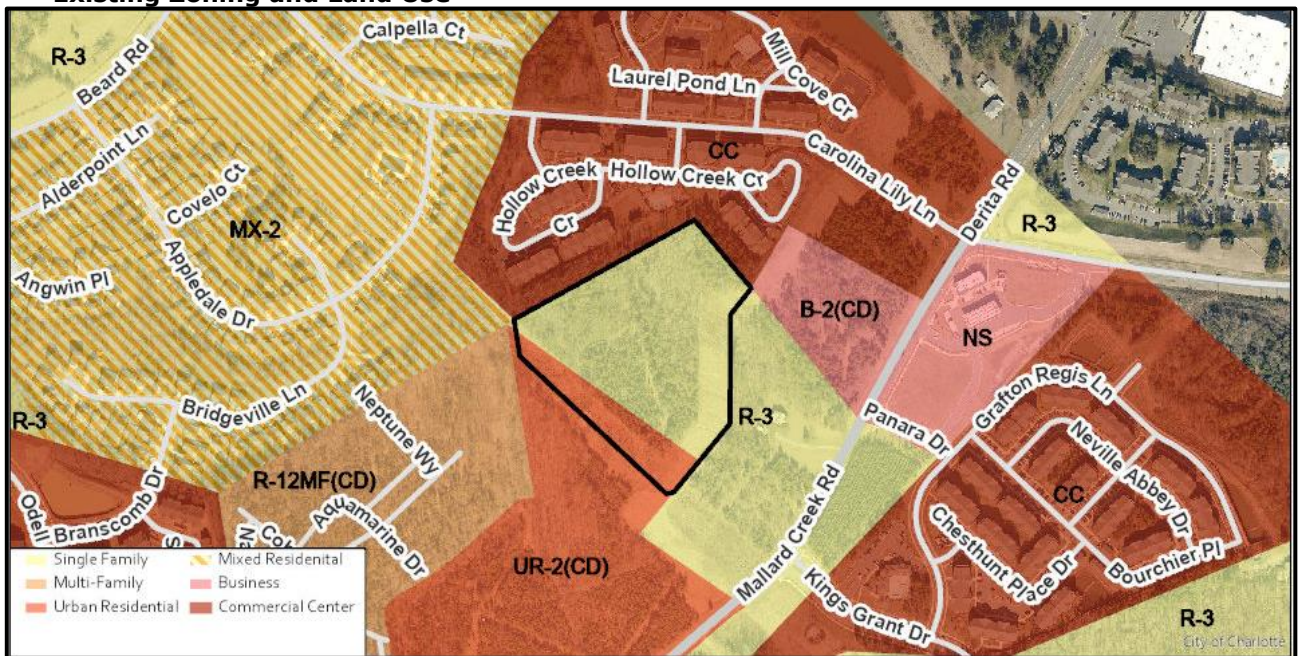 Existing Zoning and Land Use
R-3
Beard Rd
Calpella Ct
Mill Cove Cr
Laurel Pond Ln
Alderpoint Ln
Covelo Ct
CC
Carolina Lily Ln
Hollow Creek Cr
Hollow Creek Cr
Derita Rd
MX-2
R-3
Angwin Pl
Appledale Dr
B-2(CD)
NS
Grafton Regis Ln
Bridgeville Ln
Neptune Wy
R-3
R-3
Panara Dr
Neville Abbey Dr
R-12MF(CD)
CC
Odell
Branscomb Dr
Aquamarine Dr
Mallard Creek Rd
Chesthunt Place Dr
Bourchier Pl
UR-2(CD)
Kings Grant Dr
R-3
Single Family
Mixed Residenital
Multi-Family
Business
Urban Residential
Commercial Center
City of Charlotte